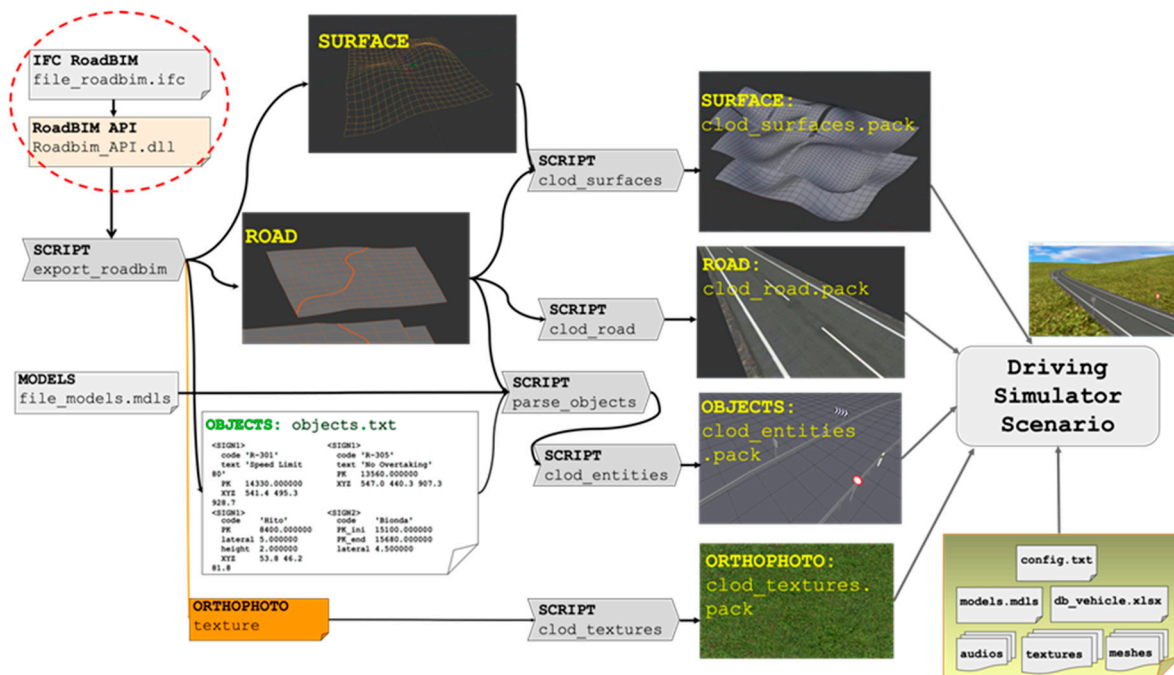 IFC RoadBIM
file_roadbim.ifc
RoadBIM API
Roadbim_API.dll
SCRIPT
export_roadbim
MODELS
file_models.mdls
SURFACE
ROAD
OBJECTS: objects.txt
<SIGN1>
code 'R-301'
text 'Speed Limit
80'
PK 14330.000000
XYZ 541.4 495.3
928.7
<SIGN1>
code 'R-305'
text 'No Overtaking'
PK 13560.000000
XYZ 547.0 440.3 907.3
<SIGN1>
code 'Hito'
PK 8400.000000
lateral 5.000000
height 2.000000
XYZ 53.8 46.2
81.8
<SIGN2>
code 'Bionda'
PK_ini 15100.000000
PK_end 15680.000000
lateral 4.500000
ORTHOPHOTO
texture
SCRIPT
clod_surfaces
SCRIPT
clod_road
SCRIPT
parse_objects
SCRIPT
clod_entities
SCRIPT
clod_textures
SURFACE:
clod_surfaces.pack
ROAD:
clod_road.pack
OBJECTS:
clod_entities
.pack
ORTHOPHOTO:
clod_textures.
pack
Driving
Simulator
Scenario
config.txt
models.mdls
db_vehicle.xlsx
audios
textures
meshes